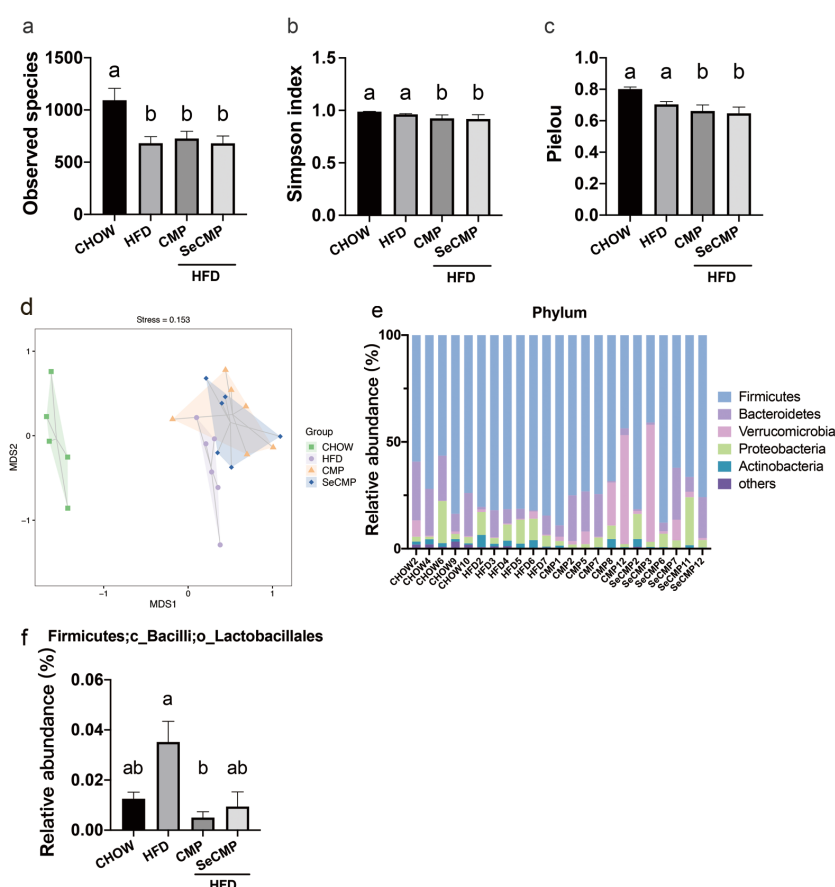 a
Observed species
1500
1000
500
0
a
b
b
b
CHOW
HFD
CMP
SeCMP
HFD
b
Simpson index
1.5
1.0
0.5
0.0
a
a
b
b
CHOW
HFD
CMP
SeCMP
HFD
c
Pielou
1.0
0.8
0.6
0.4
0.2
0.0
a
a
b
b
CHOW
HFD
CMP
SeCMP
HFD
d
Stress = 0.153
MDS2
1
0
−1
−1
0
1
MDS1
Group
CHOW
HFD
CMP
SeCMP
e
Phylum
Relative abundance (%)
100
50
0
CHOW2
CHOW4
CHOW6
CHOW9
CHOW10
HFD2
HFD3
HFD4
HFD5
HFD6
HFD7
CMP1
CMP2
CMP5
CMP7
CMP8
CMP12
SeCMP2
SeCMP3
SeCMP6
SeCMP7
SeCMP11
SeCMP12
Firmicutes
Bacteroidetes
Verrucomicrobia
Proteobacteria
Actinobacteria
others
f
Firmicutes;c_Bacilli;o_Lactobacillales
Relative abundance (%)
0.06
0.04
0.02
0.00
ab
a
b
ab
CHOW
HFD
CMP
SeCMP
HFD